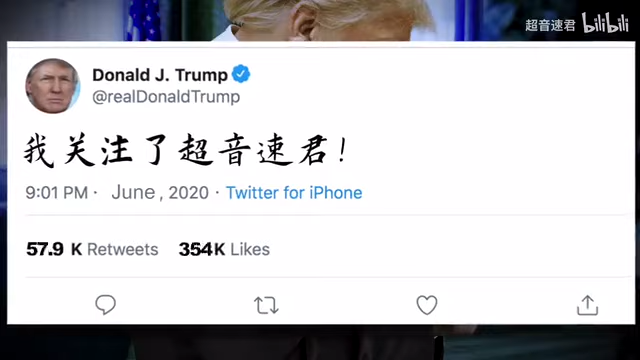 超音速君 bilibili
Donald J. Trump
@realDonaldTrump
我关注了超音速君!
9:01 PM · June , 2020 · Twitter for iPhone
57.9 K Retweets 354K Likes